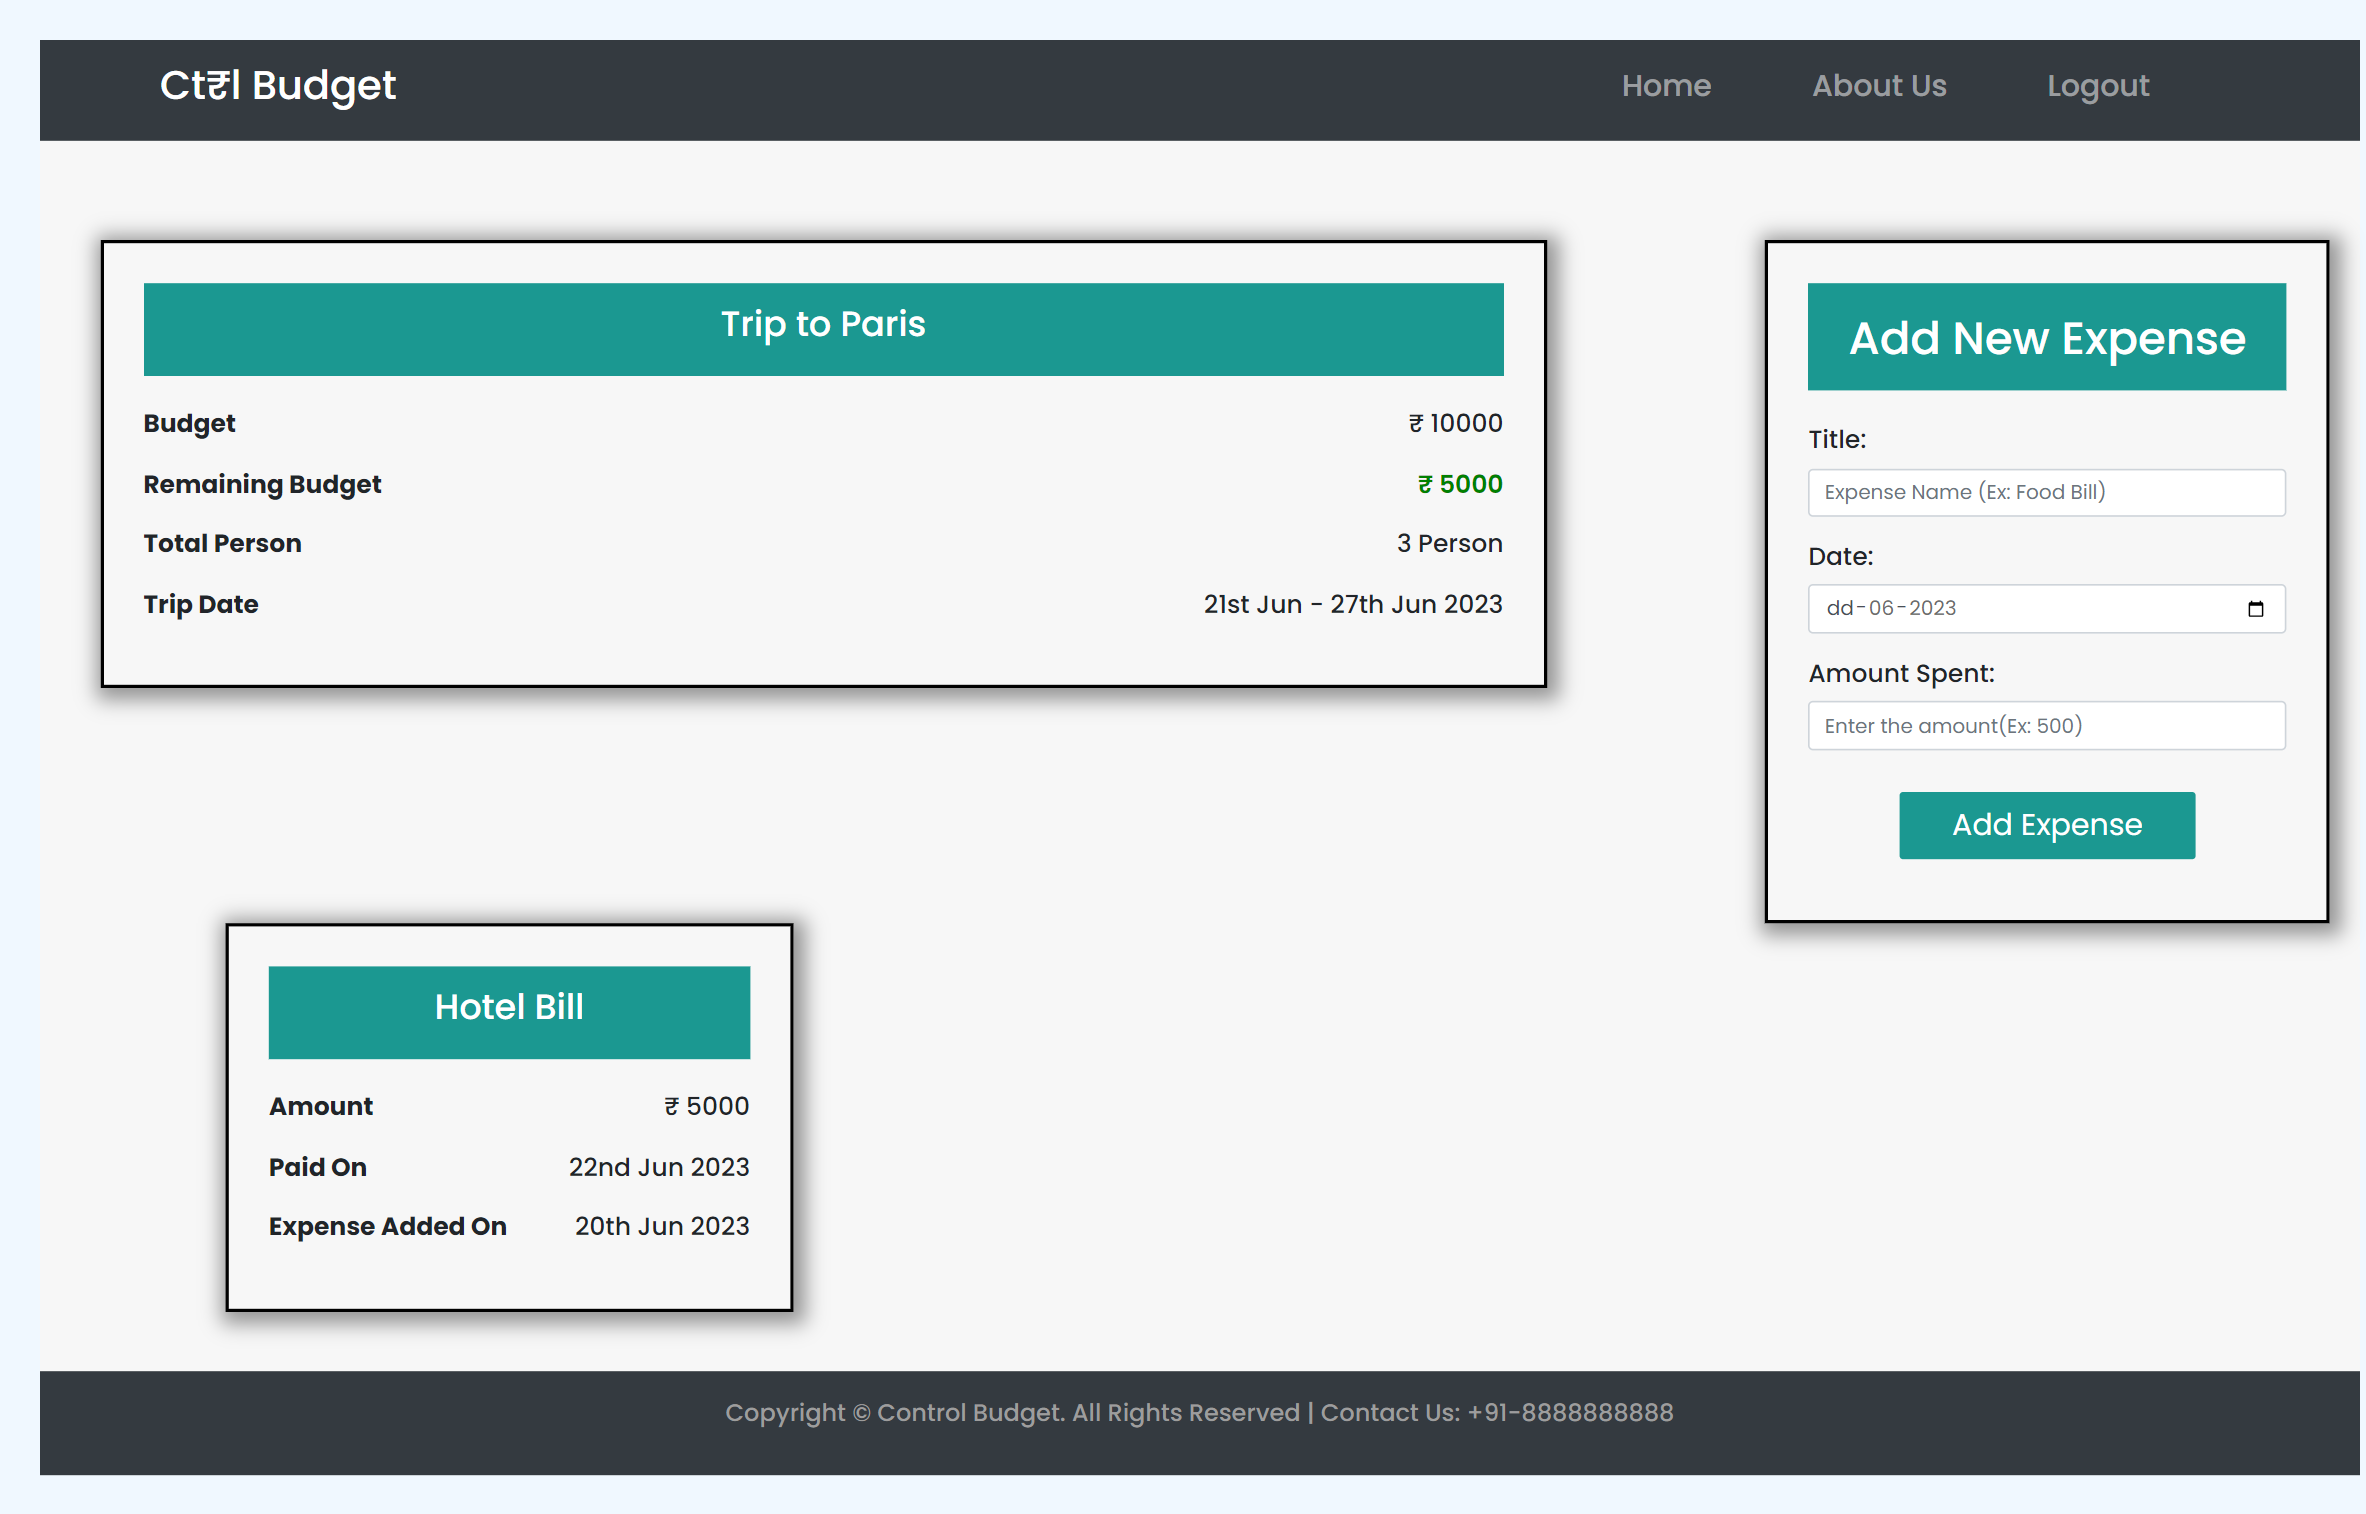 Ct₹l Budget
Home About Us Logout
Trip to Paris
Budget ₹ 10000
Remaining Budget ₹ 5000
Total Person 3 Person
Trip Date 21st Jun - 27th Jun 2023
Add New Expense
Title:
Expense Name (Ex: Food Bill)
Date:
dd-06-2023
Amount Spent:
Enter the amount(Ex: 500)
Add Expense
Hotel Bill
Amount ₹ 5000
Paid On 22nd Jun 2023
Expense Added On 20th Jun 2023
Copyright © Control Budget. All Rights Reserved | Contact Us: +91-8888888888